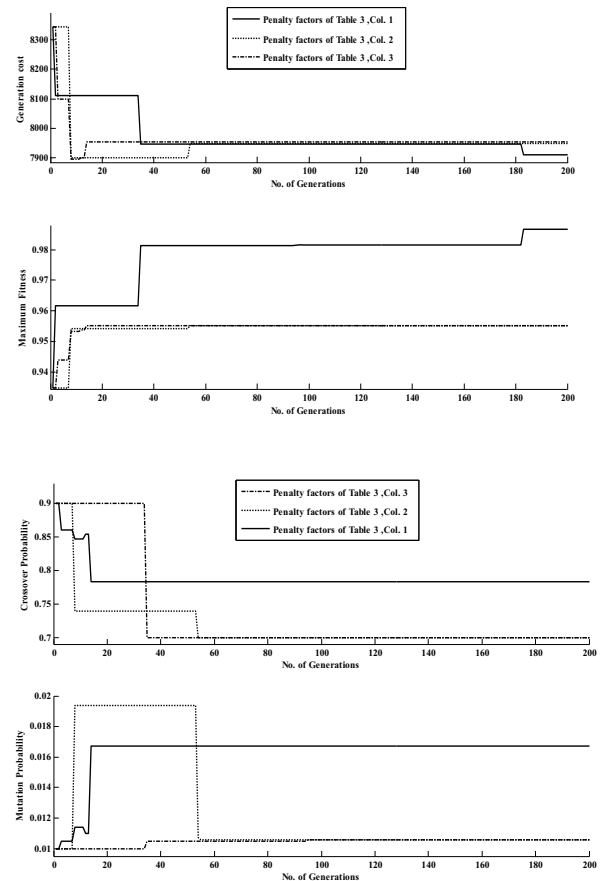 Penalty factors of Table 3 ,Col. 1
Penalty factors of Table 3 ,Col. 2
Penalty factors of Table 3 ,Col. 3
Generation cost
8300
8200
8100
8000
7900
0 20 40 60 80 100 120 140 160 180 200
No. of Generations
Maximum Fitness
0.98
0.97
0.96
0.95
0.94
0 20 40 60 80 100 120 140 160 180 200
No. of Generations
Penalty factors of Table 3 ,Col. 3
Penalty factors of Table 3 ,Col. 2
Penalty factors of Table 3 ,Col. 1
Crossover Probability
0.9
0.85
0.8
0.75
0.7
0 20 40 60 80 100 120 140 160 180 200
No. of Generations
Mutation Probability
0.02
0.018
0.016
0.014
0.012
0.01
0 20 40 60 80 100 120 140 160 180 200
No. of Generations